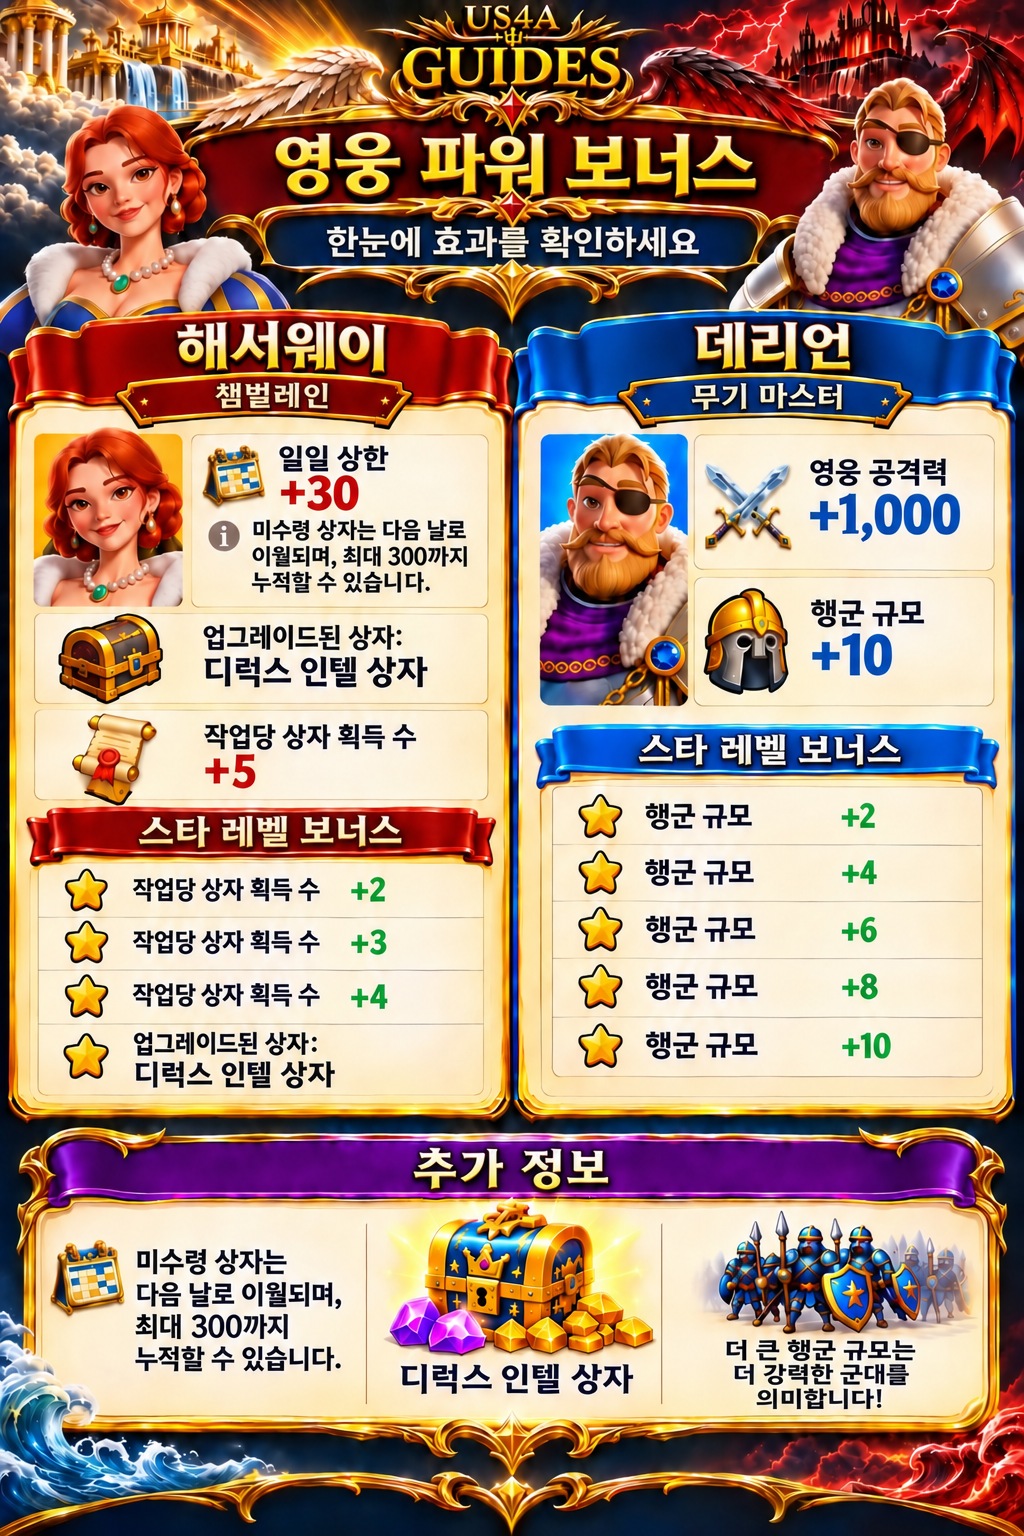 US4A
GUIDES
영웅 파워 보너스
한눈에 효과를 확인하세요
해서웨이
챔벌레인
일일 상한
+30
i
미수령 상자는 다음 날로
이월되며, 최대 300까지
누적할 수 있습니다.
업그레이드된 상자:
디럭스 인텔 상자
작업당 상자 획득 수
+5
스타 레벨 보너스
작업당 상자 획득 수 +2
작업당 상자 획득 수 +3
작업당 상자 획득 수 +4
업그레이드된 상자:
디럭스 인텔 상자
데리언
무기 마스터
영웅 공격력
+1,000
행군 규모
+10
스타 레벨 보너스
행군 규모 +2
행군 규모 +4
행군 규모 +6
행군 규모 +8
행군 규모 +10
추가 정보
미수령 상자는
다음 날로 이월되며,
최대 300까지
누적할 수 있습니다.
디럭스 인텔 상자
더 큰 행군 규모는
더 강력한 군대를
의미합니다!